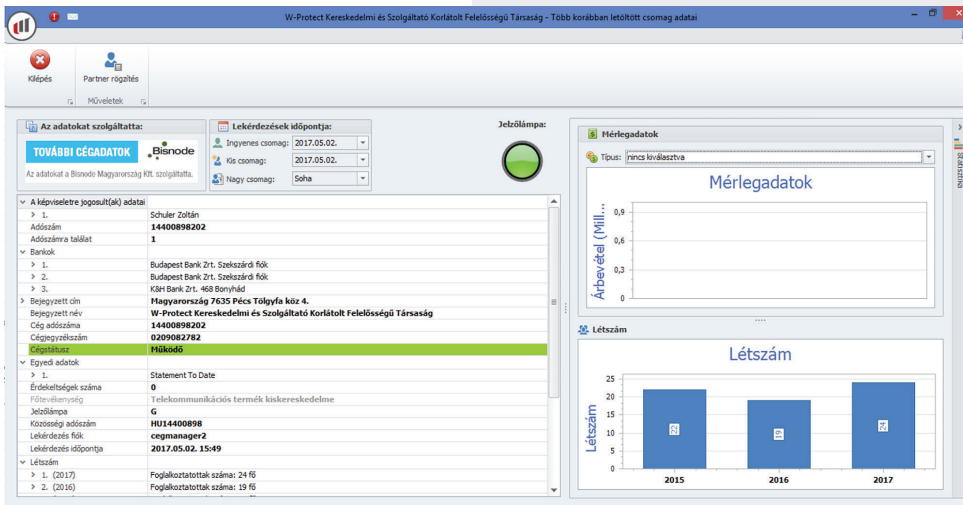 W-Protect Kereskedelmi és Szolgáltató Korlátolt Felelősségű Társaság - Több korábban letöltött csomag adatai
Kilépés
Partner rögzítés
Műveletek
Az adatokat szolgáltatta:
TOVÁBBI CÉGADATOK
Bisnode
Az adatokat a Bisnode Magyarország Kft. szolgáltatta.
Lekérdezések időpontja:
Ingyenes csomag: 2017.05.02.
Kis csomag: 2017.05.02.
Nagy csomag: Soha
Jelzőlámpa:
A képviseletre jogosult(ak) adatai
1. Schuler Zoltán
Adószám 14400898202
Adószámra találat 1
Bankok
1. Budapest Bank Zrt. Szekszárdi fiók
2. Budapest Bank Zrt. Szekszárdi fiók
3. K&H Bank Zrt. 468 Bonyhád
Bejegyzett cím Magyarország 7635 Pécs Tölgyfa köz 4.
Bejegyzett név W-Protect Kereskedelmi és Szolgáltató Korlátolt Felelősségű Társaság
Cég adószáma 14400898202
Cégjegyzékszám 0209082782
Cégstátusz Működő
Egyedi adatok
1. Statement To Date
Érdekeltségek száma 0
Főtevékenység Telekommunikációs termék kiskereskedelme
Jelzőlámpa G
Közösségi adószám HU14400898
Lekérdezés fiók cegmanager2
Lekérdezés időpontja 2017.05.02. 15:49
Létszám
1. (2017) Foglalkoztatottak száma: 24 fő
2. (2016) Foglalkoztatottak száma: 19 fő
Mérlegadatok
Típus: nincs kiválasztva
Mérlegadatok
Árbevétel (Mill...
0,9
0,6
0,3
0
Létszám
Létszám
Létszám
25
20
15
10
5
0
22
19
24
2015
2016
2017
Statisztika